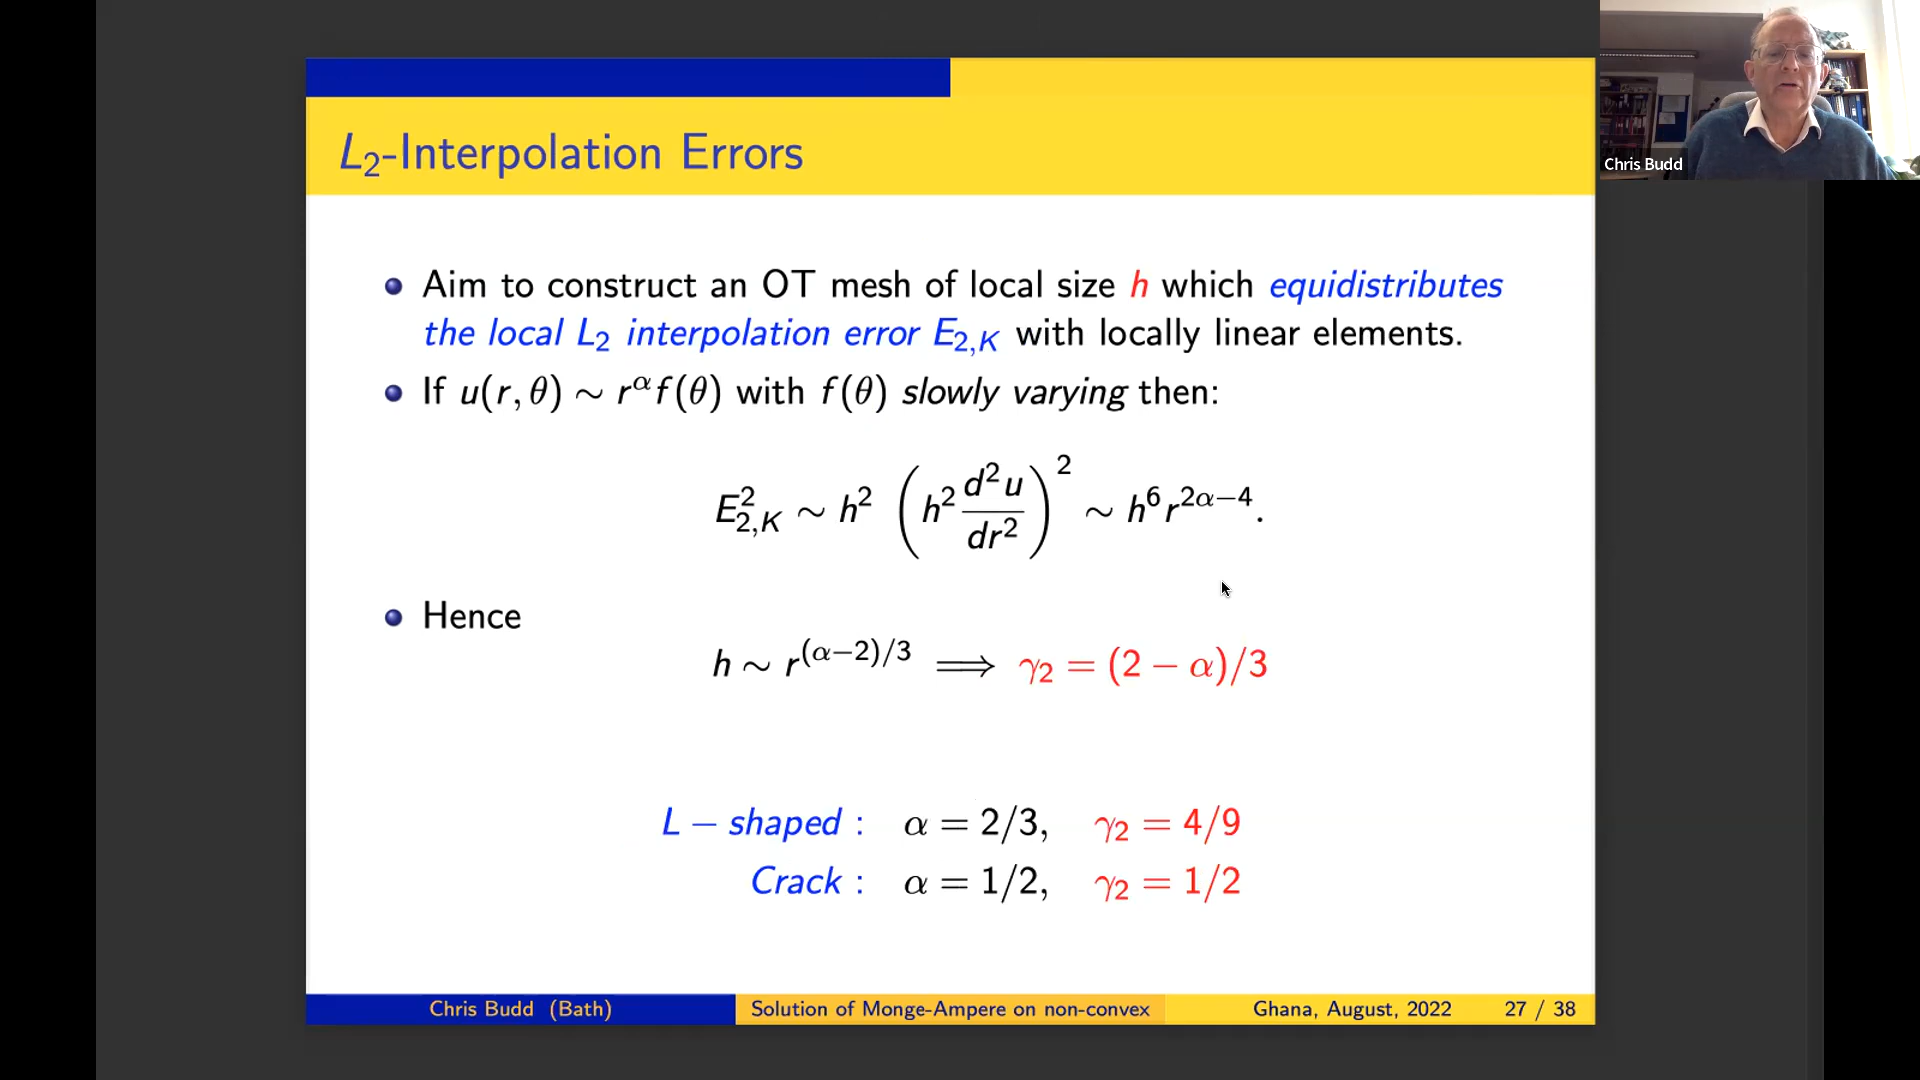 L₂-Interpolation Errors
Aim to construct an OT mesh of local size h which equidistributes
the local L₂ interpolation error E₂,K with locally linear elements.
If u(r, θ) ∼ r^α f(θ) with f(θ) slowly varying then:
E²₂,K ∼ h² (h² d²u/dr²)² ∼ h⁶r^(2α−4).
Hence
h ∼ r^(α−2)/3 ⟹ γ₂ = (2 − α)/3
L − shaped : α = 2/3, γ₂ = 4/9
Crack : α = 1/2, γ₂ = 1/2
Chris Budd (Bath) Solution of Monge-Ampere on non-convex Ghana, August, 2022 27 / 38
Chris Budd